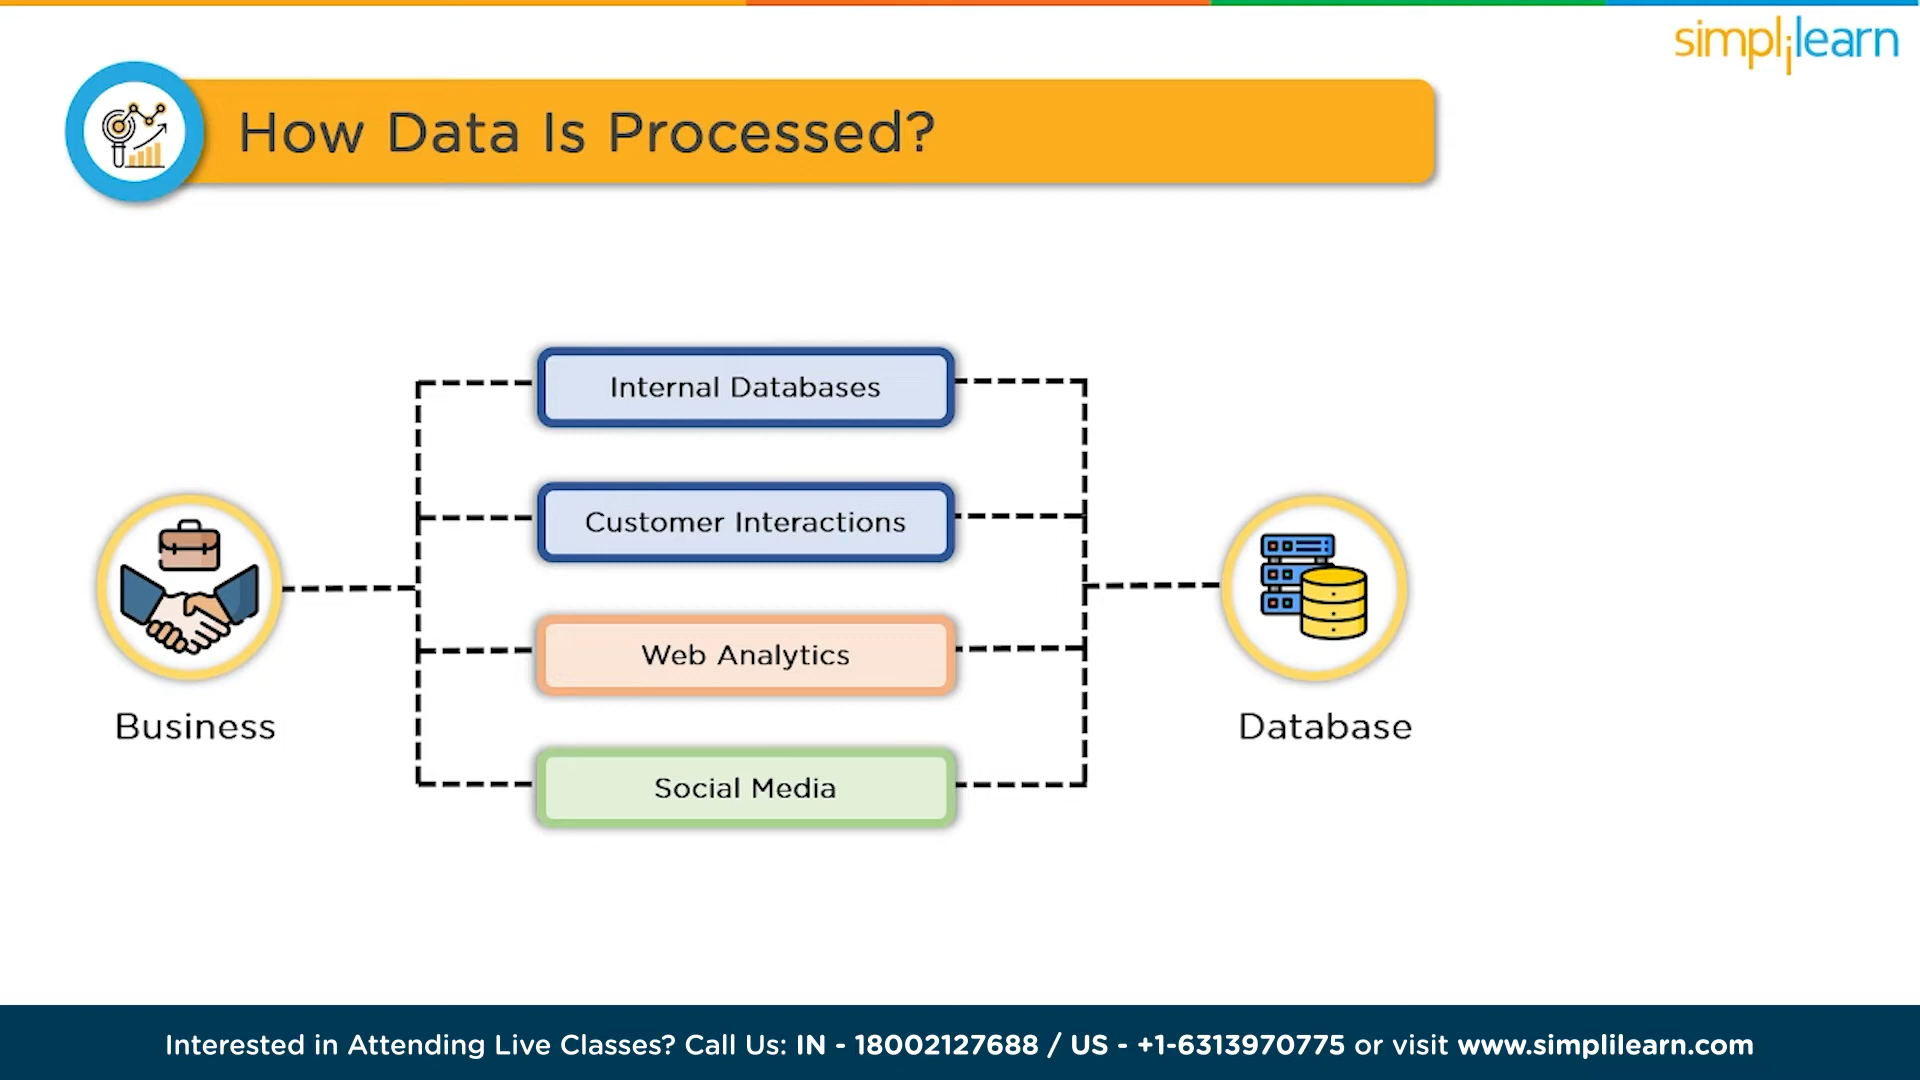 simplilearn
How Data Is Processed?
Internal Databases
Customer Interactions
Web Analytics
Social Media
Business
Database
Interested in Attending Live Classes? Call Us: IN - 18002127688 / US - +1-6313970775 or visit www.simplilearn.com